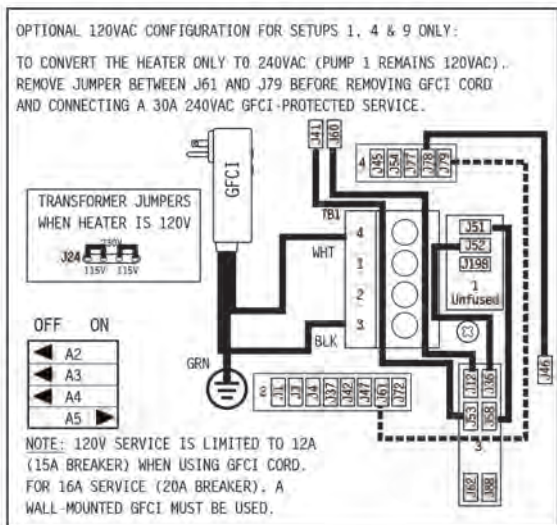 OPTIONAL 120VAC CONFIGURATION FOR SETUPS 1, 4 & 9 ONLY:
TO CONVERT THE HEATER ONLY TO 240VAC (PUMP 1 REMAINS 120VAC).
REMOVE JUMPER BETWEEN J61 AND J79 BEFORE REMOVING GFCI CORD
AND CONNECTING A 30A 240VAC GFCI-PROTECTED SERVICE.
J41
J60
4
J45
J54
J77
J78
J79
GFCI
TRANSFORMER JUMPERS
WHEN HEATER IS 120V
230V
J24
115V 115V
TB1
4
1
2
3
WHT
BLK
GRN
J51
J52
J198
1
Unfused
J46
OFF ON
A2
A3
A4
A5
2
J1
J3
J4
J37
J42
J47
J61
J72
J12
J36
J53
J58
3
J62
J88
NOTE: 120V SERVICE IS LIMITED TO 12A
(15A BREAKER) WHEN USING GFCI CORD.
FOR 16A SERVICE (20A BREAKER), A
WALL-MOUNTED GFCI MUST BE USED.